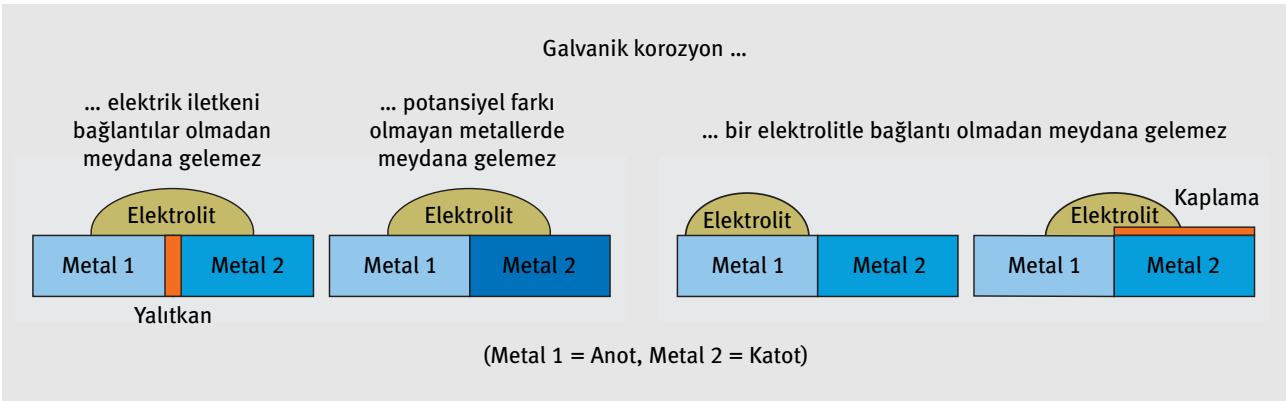 Galvanik korozyon ...
... elektrik iletkeni
bağlantılar olmadan
meydana gelemez
Elektrolit
Metal 1
Metal 2
Yalıtkan
... potansiyel farkı
olmayan metallerde
meydana gelemez
Elektrolit
Metal 1
Metal 2
... bir elektrolitle bağlantı olmadan meydana gelemez
Elektrolit
Metal 1
Metal 2
Kaplama
Elektrolit
Metal 1
Metal 2
(Metal 1 = Anot, Metal 2 = Katot)